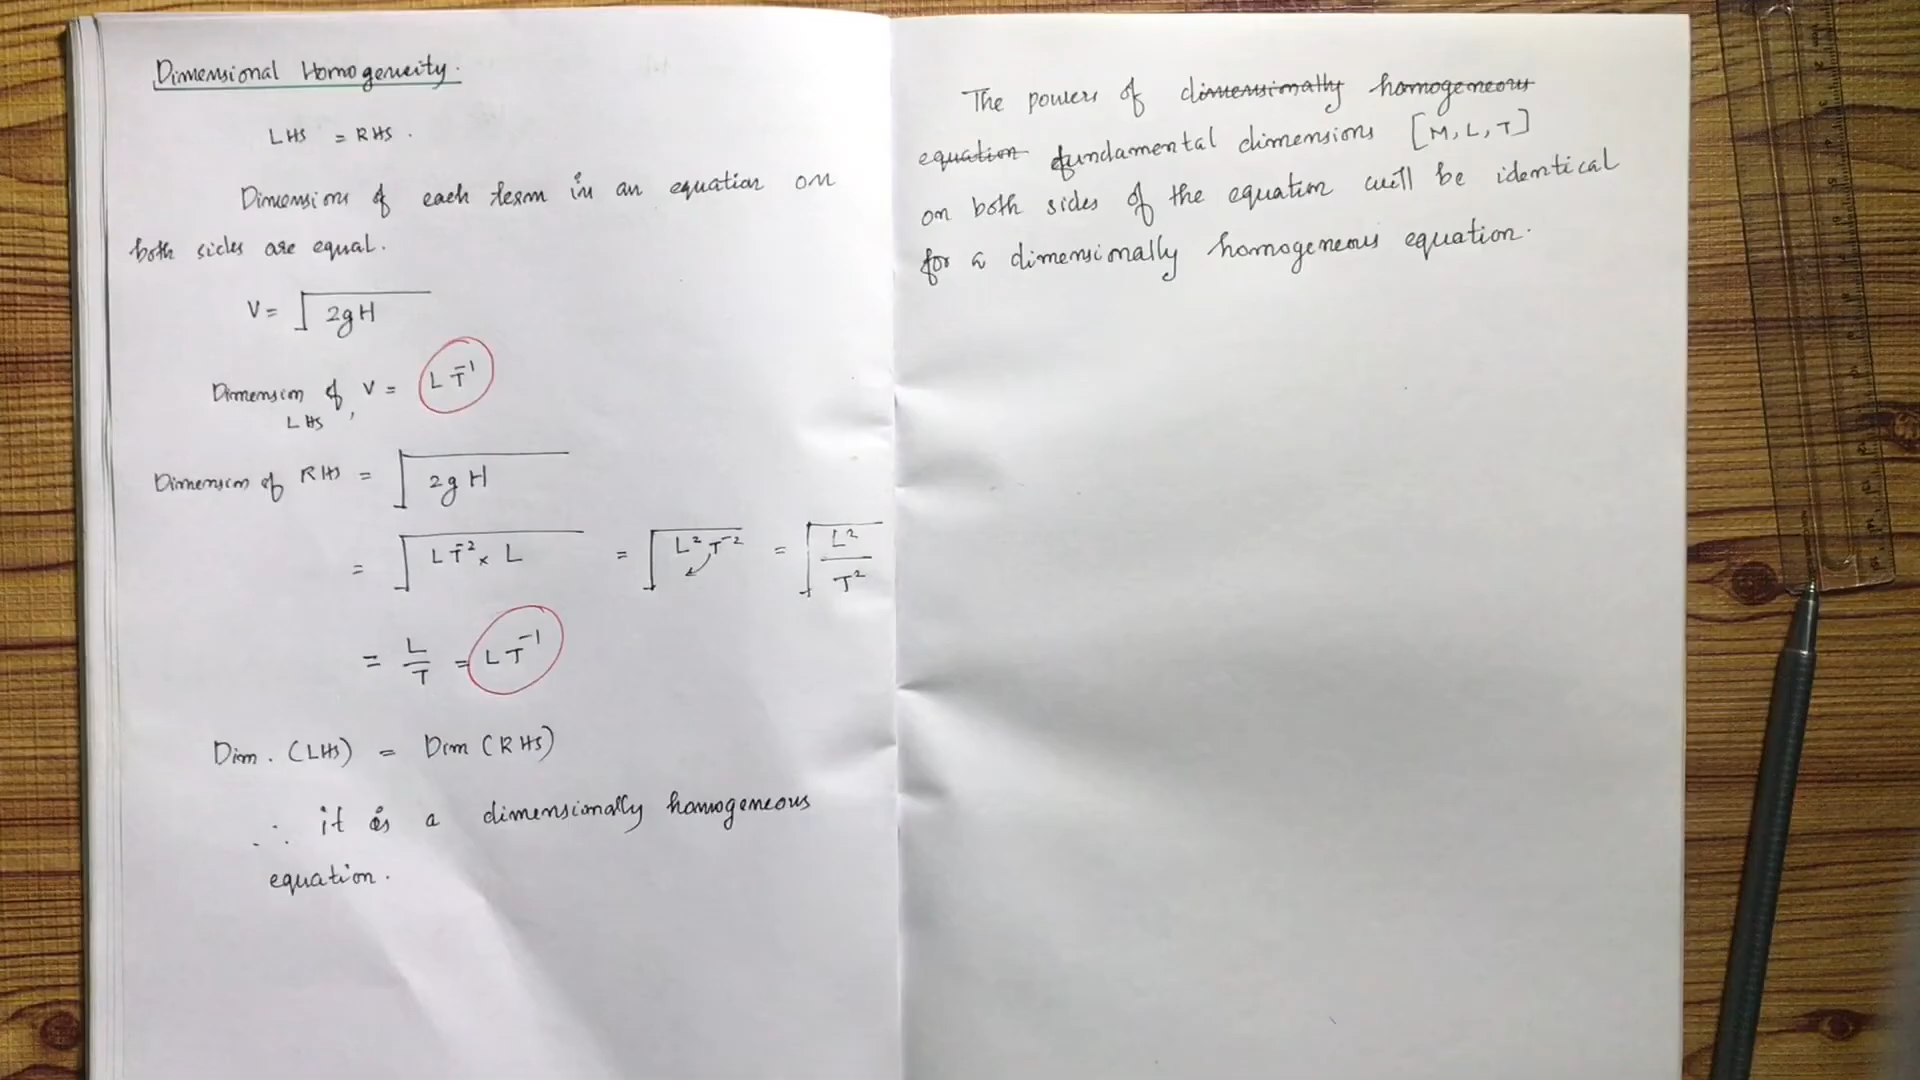 Dimensional Homogeneity.
LHS = RHS.
Dimensions of each term in an equation on
both sides are equal.
V = √2gH
Dimension of V = L T⁻¹
LHS,
Dimension of RHS = √2gH
= √LT⁻² × L = √L² T⁻² = √L²/T²
= L/T = L T⁻¹
Dim. (LHS) = Dim (RHS)
∴ it is a dimensionally homogeneous
equation.
The powers of dimensionally homogeneous
equation fundamental dimensions [M, L, T]
on both sides of the equation will be identical
for a dimensionally homogeneous equation.